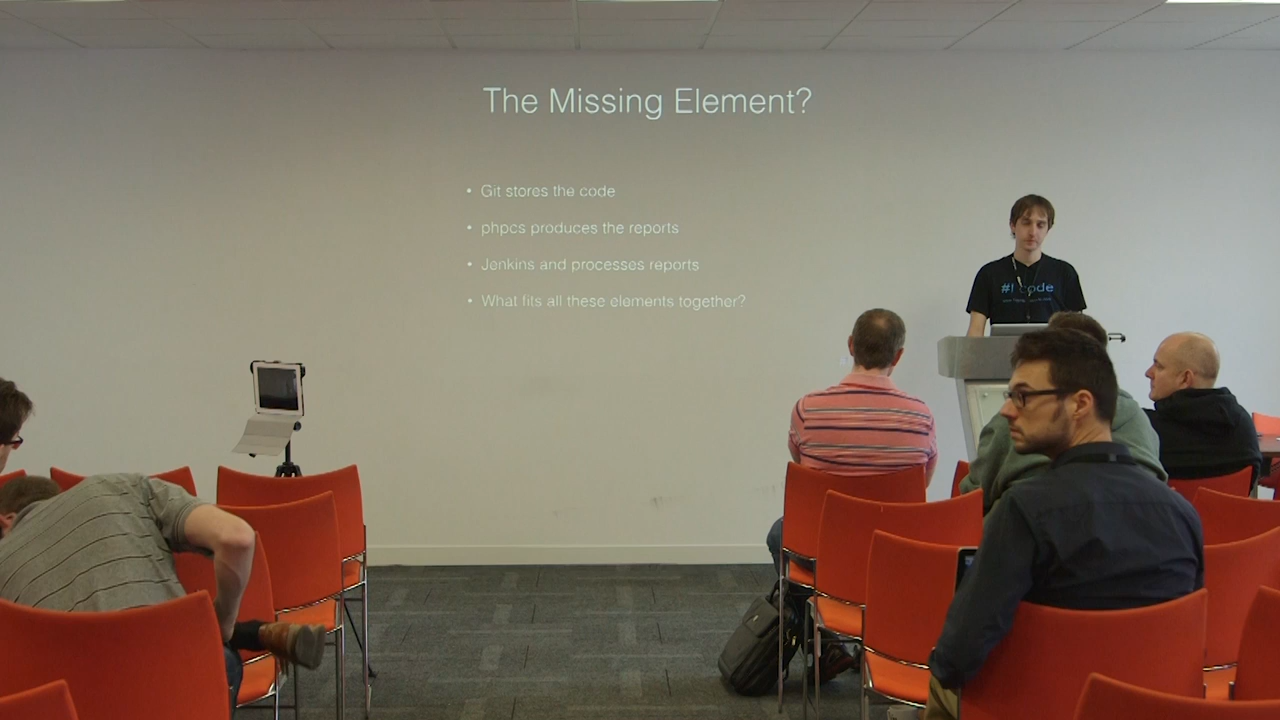 The Missing Element?
• Git stores the code
• phpcs produces the reports
• Jenkins and processes reports
• What fits all these elements together?
code